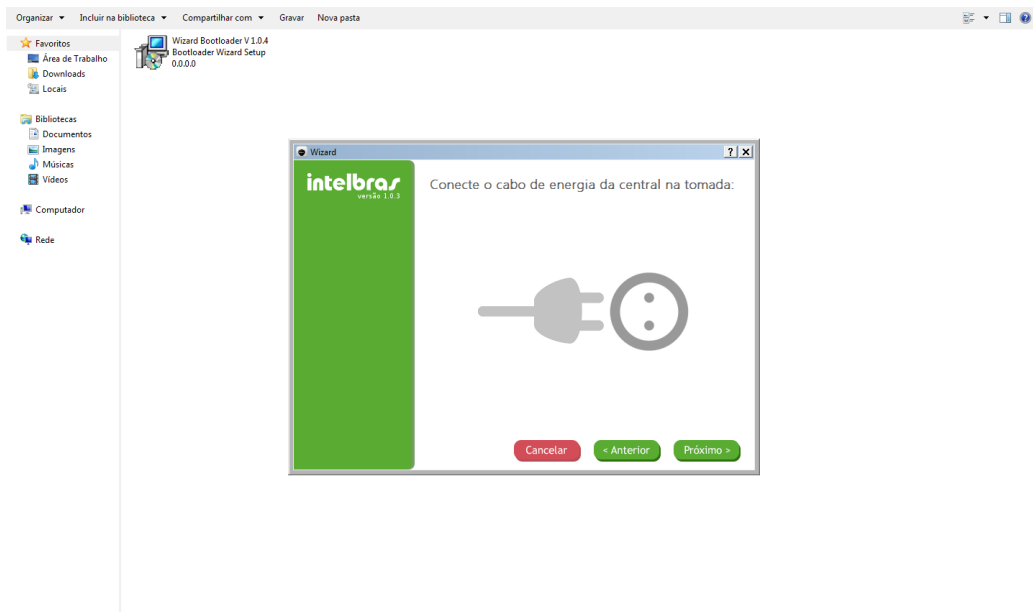 Organizar Incluir na biblioteca Compartilhar com Gravar Nova pasta
Favoritos
Área de Trabalho
Downloads
Locais
Bibliotecas
Documentos
Imagens
Músicas
Vídeos
Computador
Rede
Wizard Bootloader V 1.0.4
Bootloader Wizard Setup
0.0.0.0
Wizard
intelbras
versão 1.0.3
Conecte o cabo de energia da central na tomada:
Cancelar < Anterior Próximo >